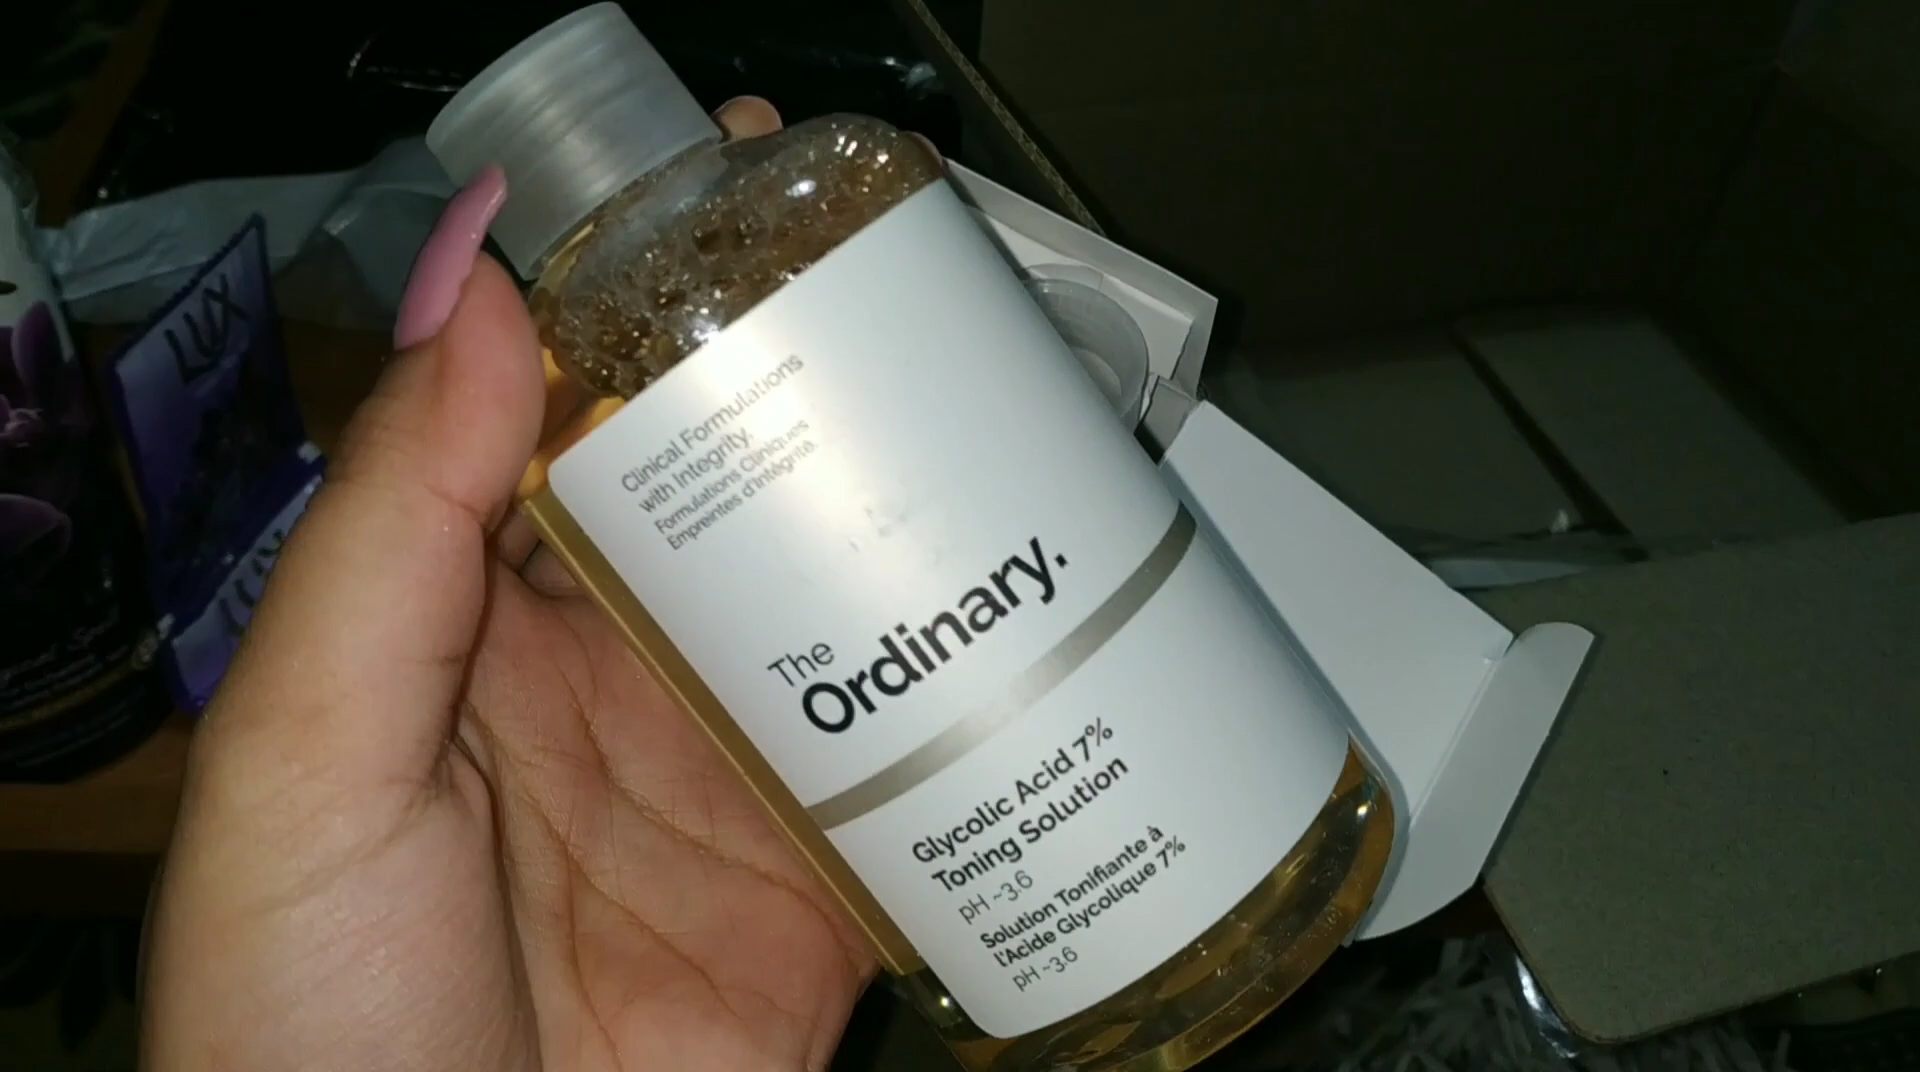 Clinical Formulations
with Integrity.
Formulations Cliniques
Empreintes d'Intégrité.
The
Ordinary.
Glycolic Acid 7%
Toning Solution
pH ~3.6
Solution Tonifiante à
l'Acide Glycolique 7%
pH ~3.6
LUX
LUX